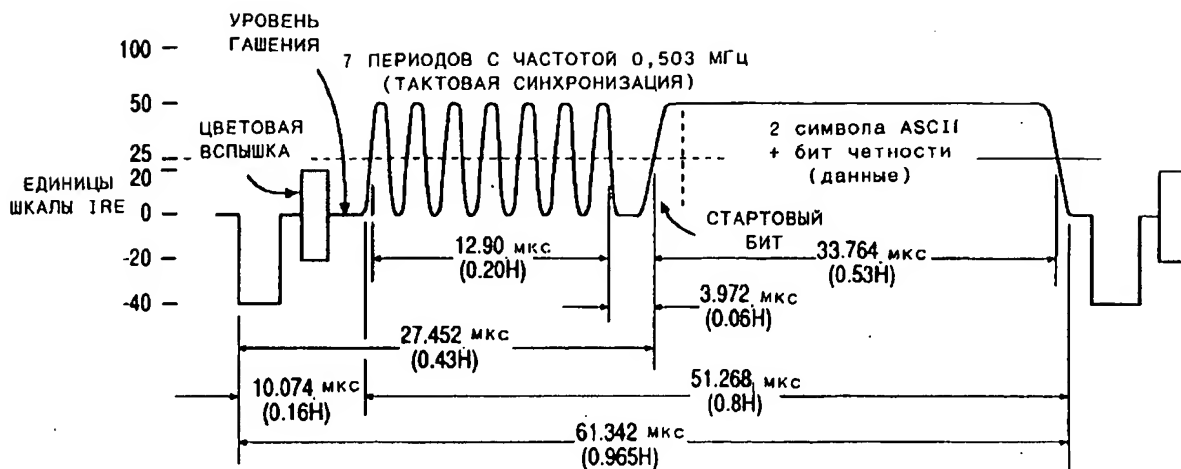 УРОВЕНЬ
ГАШЕНИЯ
100
7 ПЕРИОДОВ С ЧАСТОТОЙ 0,503 МГц
(ТАКТОВАЯ СИНХРОНИЗАЦИЯ)
50
ЦВЕТОВАЯ
ВСПЫШКА
2 символа ASCII
+ бит четности
(данные)
25
20
ЕДИНИЦЫ
ШКАЛЫ IRE
0
СТАРТОВЫЙ
БИТ
-20
12.90 мкс
(0.20H)
33.764 мкс
(0.53H)
-40
3.972 мкс
(0.06H)
27.452 мкс
(0.43H)
10.074 мкс
(0.16H)
51.268 мкс
(0.8H)
61.342 мкс
(0.965H)